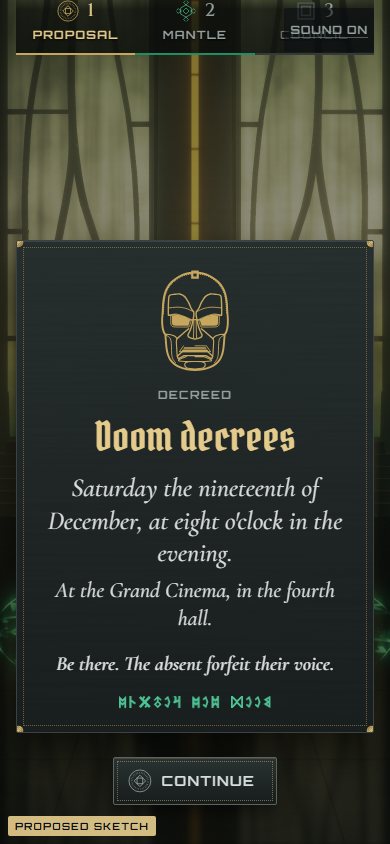 1
PROPOSAL
2
MANTLE
3
SOUND ON
DECREED
Doom decrees
Saturday the nineteenth of
December, at eight o'clock in the
evening.
At the Grand Cinema, in the fourth
hall.
Be there. The absent forfeit their voice.
CONTINUE
PROPOSED SKETCH